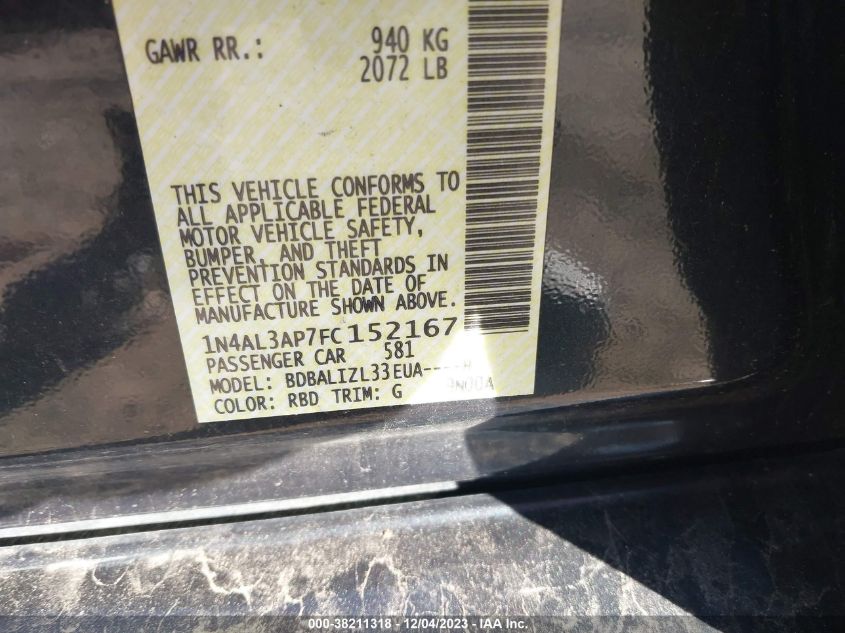 GAWR RR.: 940 KG
2072 LB
THIS VEHICLE CONFORMS TO
ALL APPLICABLE FEDERAL
MOTOR VEHICLE SAFETY,
BUMPER, AND THEFT
PREVENTION STANDARDS IN
EFFECT ON THE DATE OF
MANUFACTURE SHOWN ABOVE.
1N4AL3AP7FC152167
PASSENGER CAR 581
MODEL: BDBALIZL33EUA----
COLOR: RBD TRIM: G
000-38211318 - 12/04/2023 - IAA Inc.